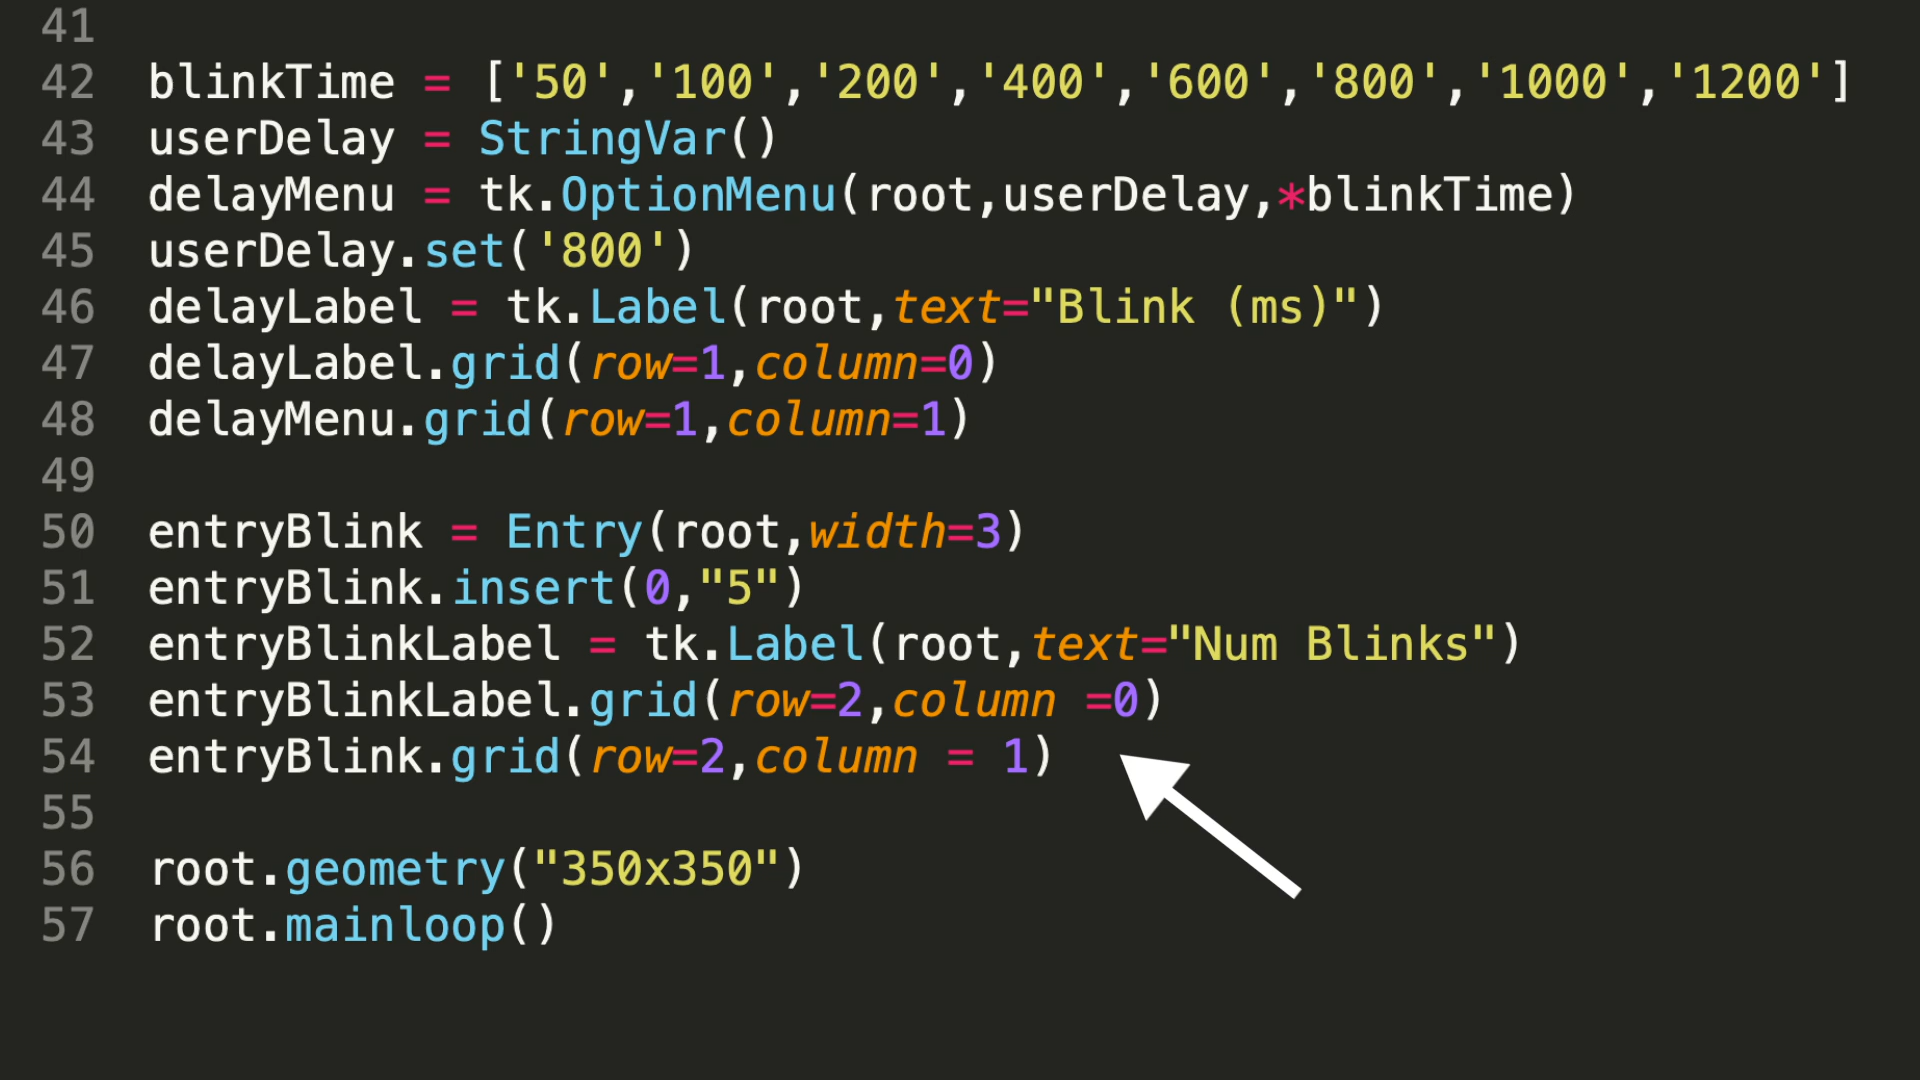 41
42 blinkTime = ['50','100','200','400','600','800','1000','1200']
43 userDelay = StringVar()
44 delayMenu = tk.OptionMenu(root,userDelay,*blinkTime)
45 userDelay.set('800')
46 delayLabel = tk.Label(root,text="Blink (ms)")
47 delayLabel.grid(row=1,column=0)
48 delayMenu.grid(row=1,column=1)
49
50 entryBlink = Entry(root,width=3)
51 entryBlink.insert(0,"5")
52 entryBlinkLabel = tk.Label(root,text="Num Blinks")
53 entryBlinkLabel.grid(row=2,column =0)
54 entryBlink.grid(row=2,column = 1)
55
56 root.geometry("350x350")
57 root.mainloop()